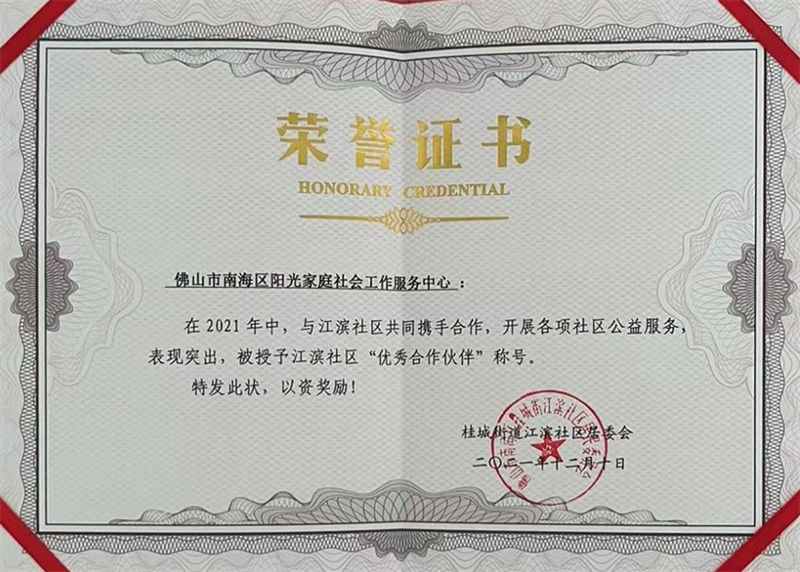 荣誉证书
HONORARY CREDENTIAL
佛山市南海区阳光家庭社会工作服务中心：
在2021年中，与江滨社区共同携手合作，开展各项社区公益服务，
表现突出，被授予江滨社区“优秀合作伙伴”称号。
特发此状，以资奖励！
桂城街道江滨社区居委会
二〇二一年十二月十日